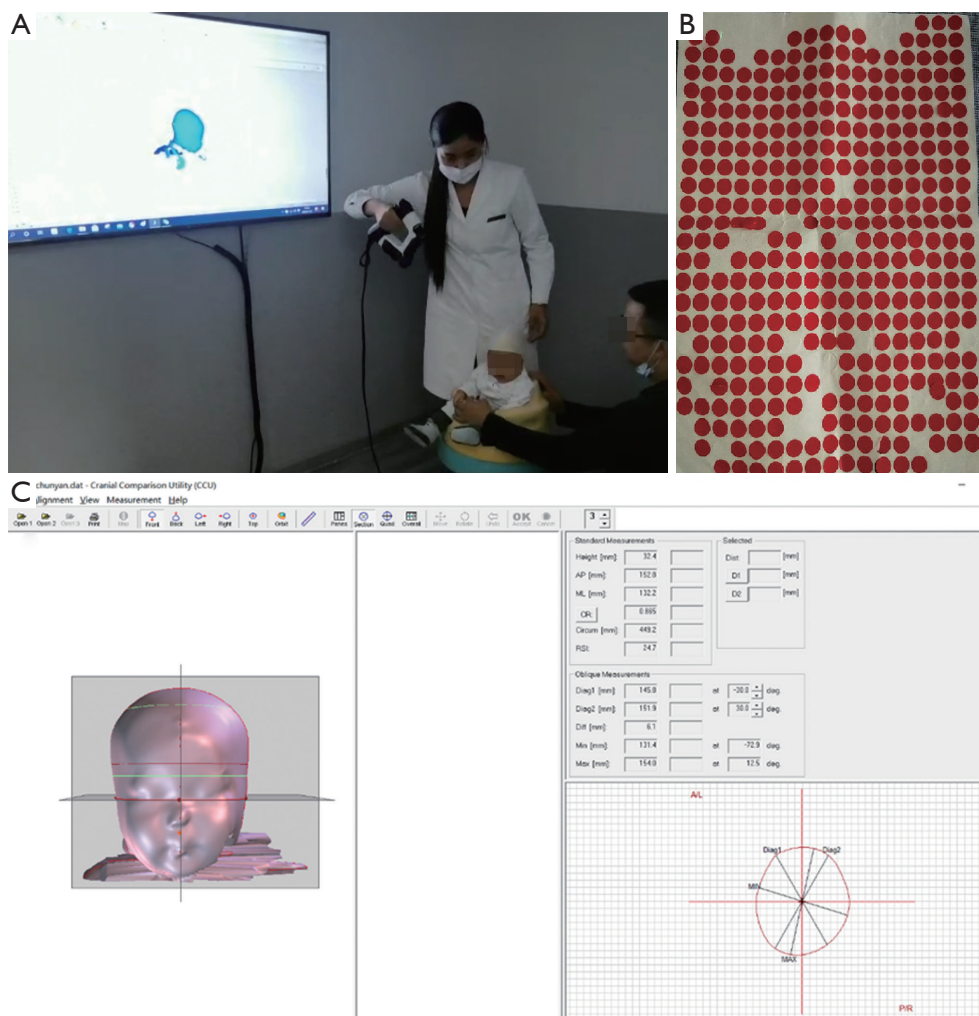 A
B
C
chunyan.dat - Cranial Comparison Utility (CCU)
Alignment View Measurement Help
Open 1 Open 2 Open 3 Print Front Back Left Right Top Orbit Panes Section Guard Overall Move Rotate Undo OK Accept Cancel 3
Standard Measurements
Height [mm]: 32.4
AP [mm]: 152.8
ML [mm]: 132.2
CR: 0.865
Circum [mm]: 449.2
RSI: 24.7
Selected
Dist: [mm]
D1 [mm]
D2 [mm]
Oblique Measurements
Diag1 [mm]: 145.8 at -30.0 deg.
Diag2 [mm]: 151.9 at 30.0 deg.
Diff [mm]: 6.1
Min [mm]: 131.4 at -72.9 deg.
Max [mm]: 154.0 at 12.5 deg.
A/L
Diag1
Diag2
MIN
MAX
P/R